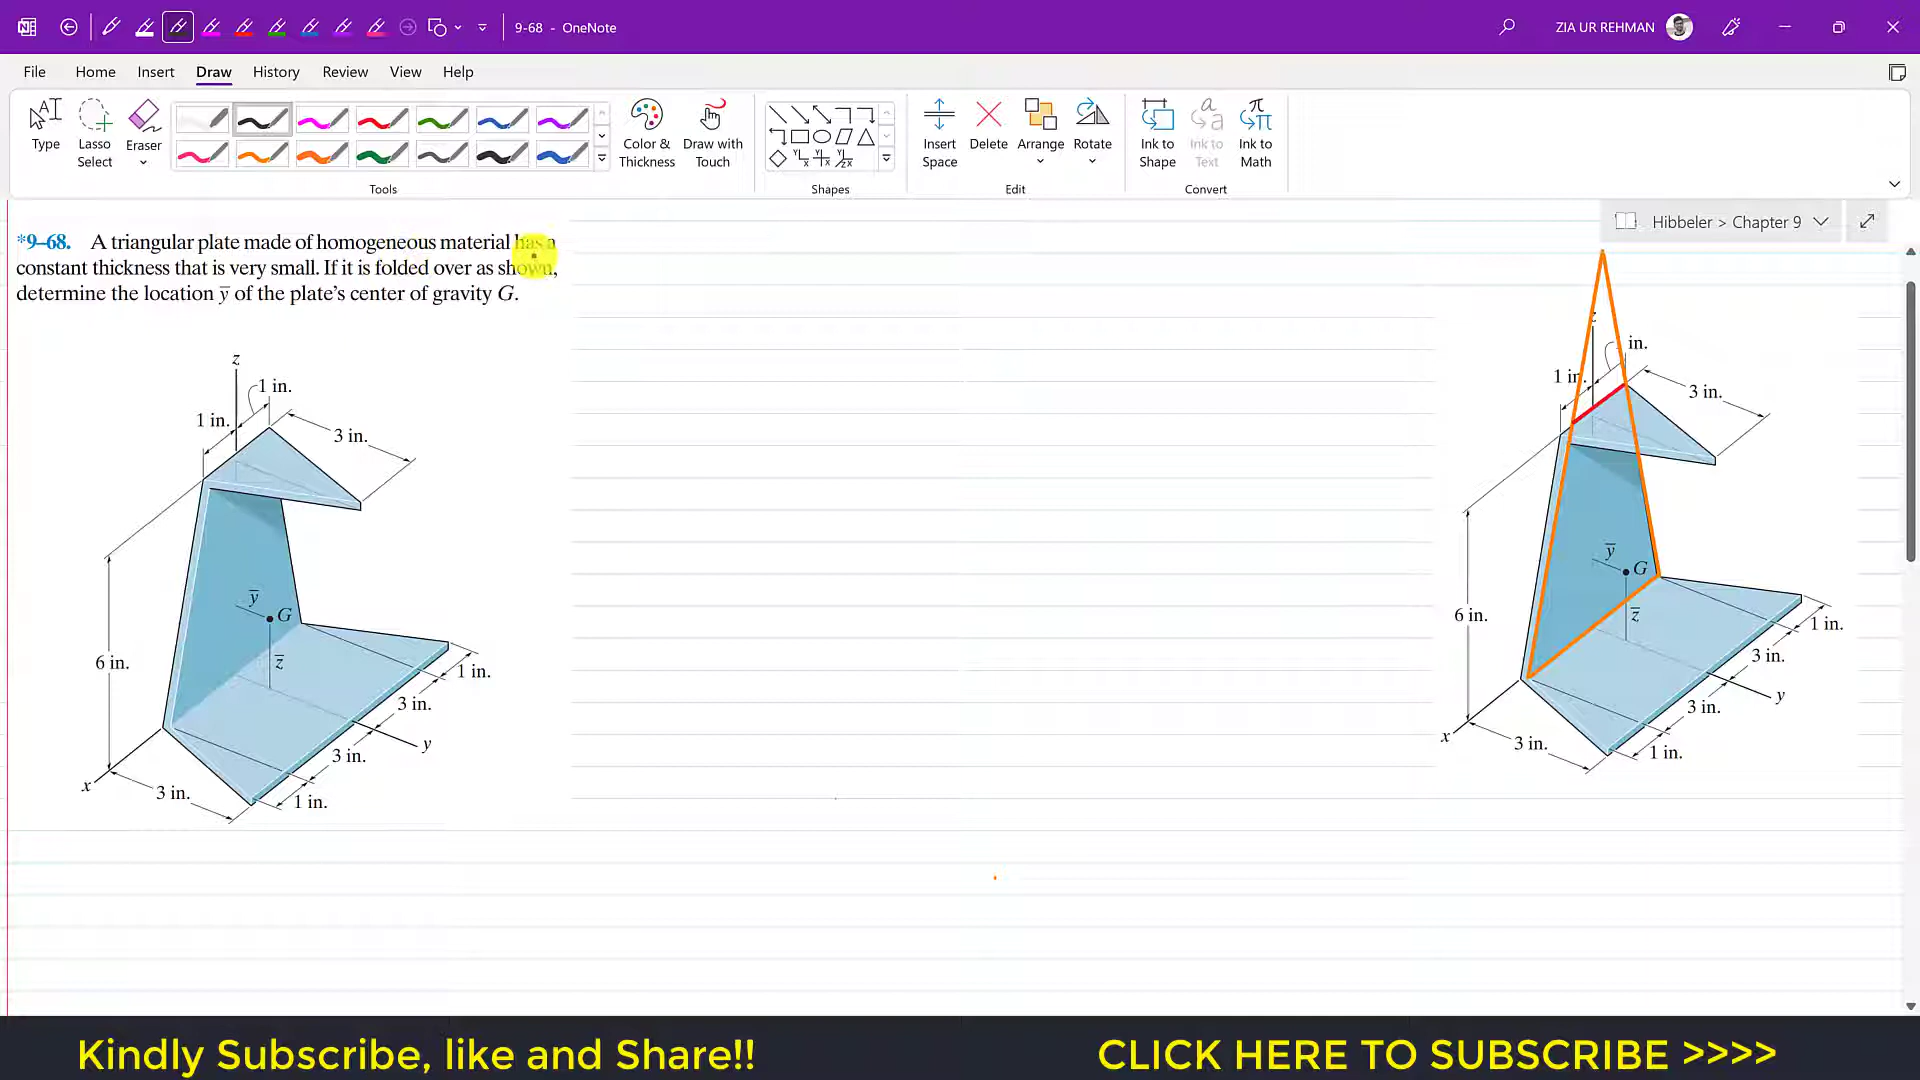 9-68 - OneNote
ZIA UR REHMAN
File Home Insert Draw History Review View Help
Type
Lasso Select
Eraser
Color & Thickness
Draw with Touch
Insert Space
Delete
Arrange
Rotate
Ink to Shape
Ink to Text
Ink to Math
Tools
Shapes
Edit
Convert
Hibbeler > Chapter 9
*9–68. A triangular plate made of homogeneous material has a
constant thickness that is very small. If it is folded over as shown,
determine the location y̅ of the plate's center of gravity G.
z
1 in.
1 in.
3 in.
y̅
G
6 in.
z̅
1 in.
3 in.
y
3 in.
x
3 in.
1 in.
z
in.
1 in.
3 in.
y̅
G
6 in.
z̅
1 in.
3 in.
y
3 in.
x
3 in.
1 in.
Kindly Subscribe, like and Share!!
CLICK HERE TO SUBSCRIBE >>>>